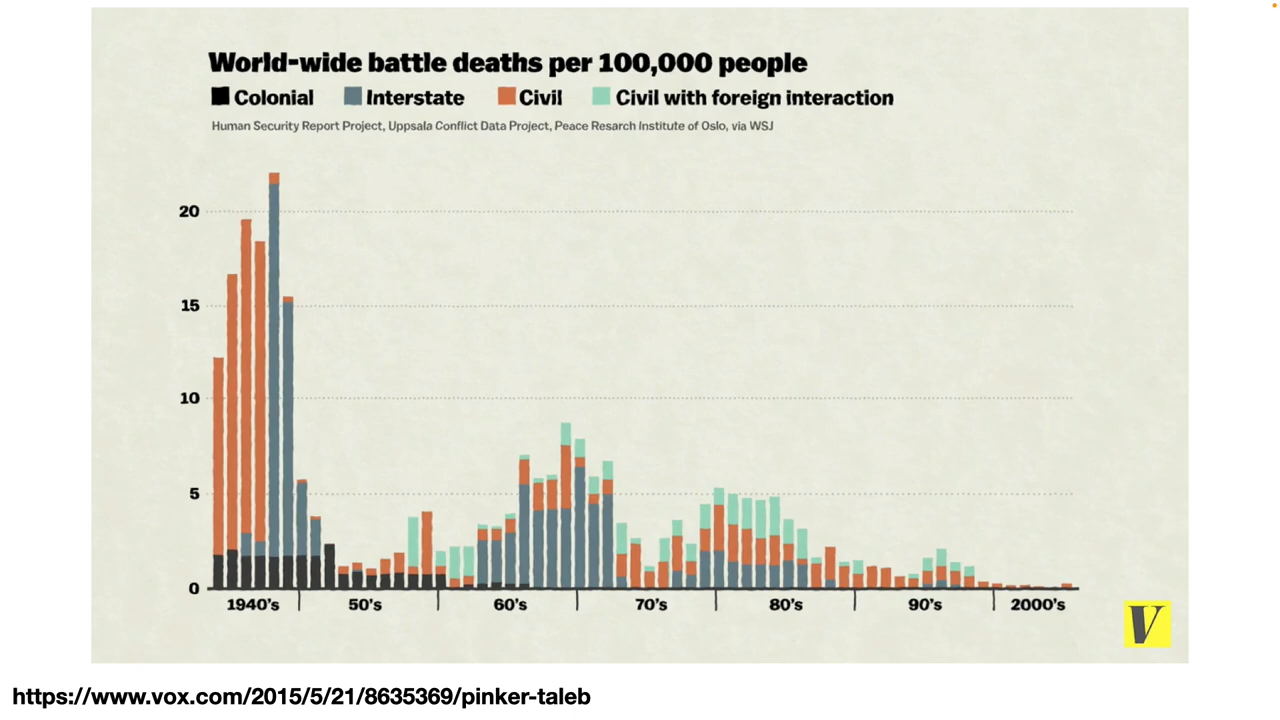 World-wide battle deaths per 100,000 people
Colonial Interstate Civil Civil with foreign interaction
Human Security Report Project, Uppsala Conflict Data Project, Peace Resarch Institute of Oslo, via WSJ
20
15
10
5
0
1940's 50's 60's 70's 80's 90's 2000's
V
https://www.vox.com/2015/5/21/8635369/pinker-taleb